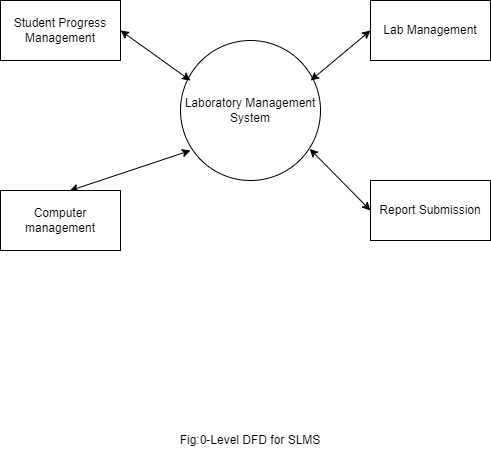 Student Progress
Management
Lab Management
Laboratory Management
System
Computer
management
Report Submission
Fig:0-Level DFD for SLMS